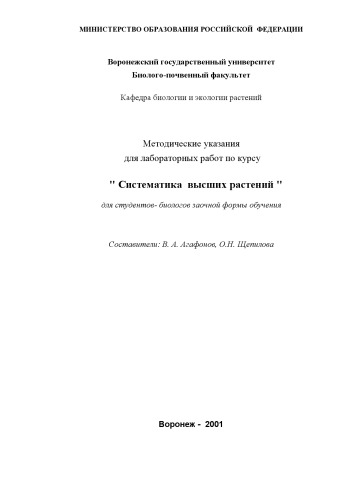 МИНИСТЕРСТВО ОБРАЗОВАНИЯ РОССИЙСКОЙ ФЕДЕРАЦИИ
Воронежский государственный университет
Биолого-почвенный факультет
Кафедра биологии и экологии растений
Методические указания
для лабораторных работ по курсу
" Систематика высших растений "
для студентов- биологов заочной формы обучения
Составители: В. А. Агафонов, О.Н. Щепилова
Воронеж - 2001